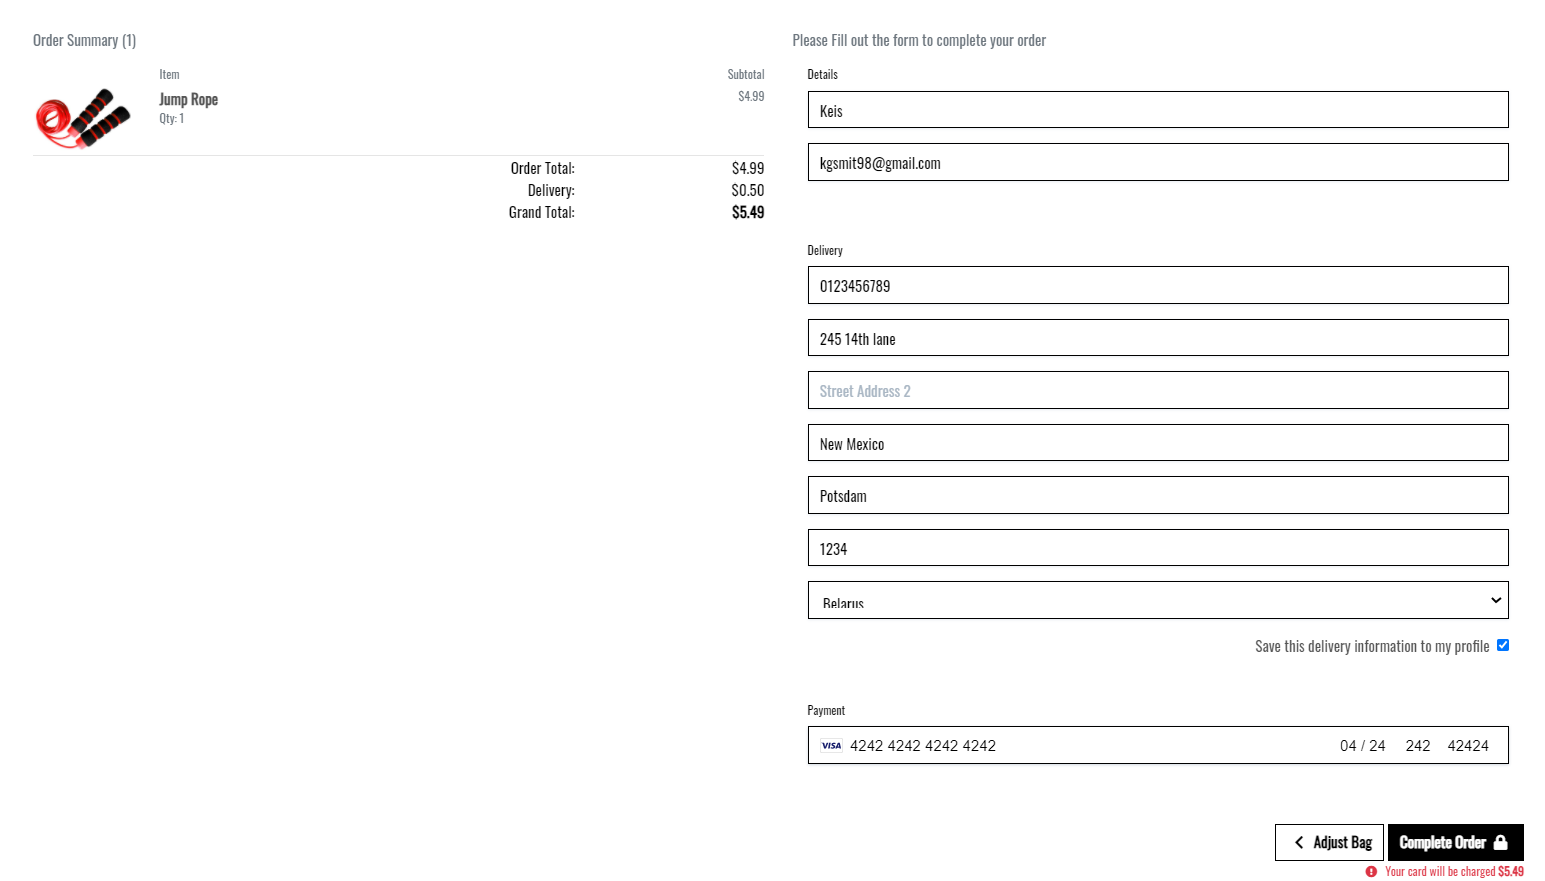 Order Summary (1)
Item
Subtotal
Jump Rope
$4.99
Qty: 1
Order Total:
$4.99
Delivery:
$0.50
Grand Total:
$5.49
Please Fill out the form to complete your order
Details
Keis
kgsmit98@gmail.com
Delivery
0123456789
245 14th lane
Street Address 2
New Mexico
Potsdam
1234
Belarus
Save this delivery information to my profile
Payment
VISA 4242 4242 4242 4242 04 / 24 242 42424
Adjust Bag
Complete Order
Your card will be charged $5.49